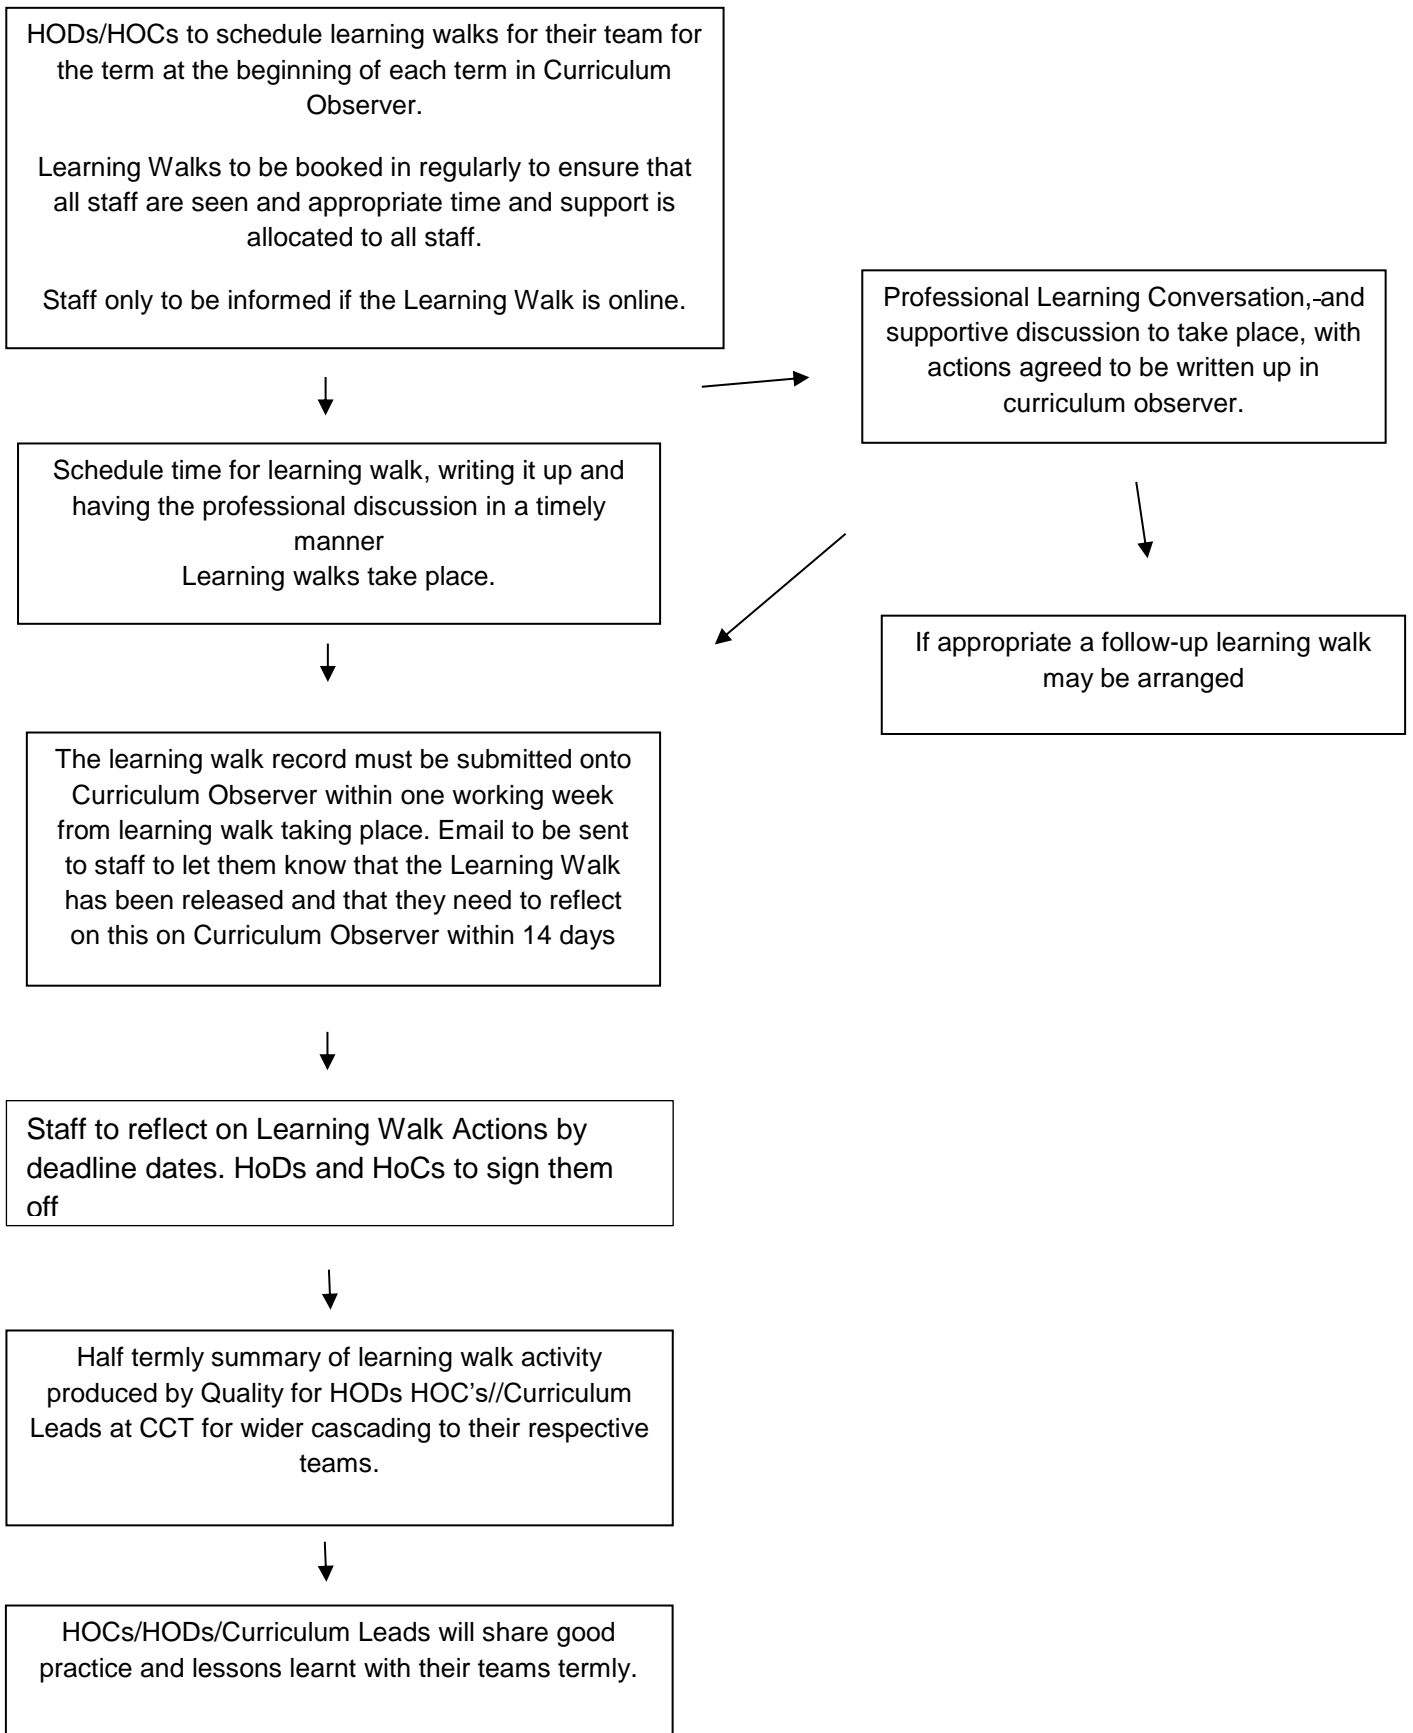 HODs/HOCs to schedule learning walks for their team for
the term at the beginning of each term in Curriculum
Observer.
Learning Walks to be booked in regularly to ensure that
all staff are seen and appropriate time and support is
allocated to all staff.
Staff only to be informed if the Learning Walk is online.
Professional Learning Conversation,-and
supportive discussion to take place, with
actions agreed to be written up in
curriculum observer.
Schedule time for learning walk, writing it up and
having the professional discussion in a timely
manner
Learning walks take place.
If appropriate a follow-up learning walk
may be arranged
The learning walk record must be submitted onto
Curriculum Observer within one working week
from learning walk taking place. Email to be sent
to staff to let them know that the Learning Walk
has been released and that they need to reflect
on this on Curriculum Observer within 14 days
Staff to reflect on Learning Walk Actions by
deadline dates. HoDs and HoCs to sign them
off
Half termly summary of learning walk activity
produced by Quality for HODs HOC's//Curriculum
Leads at CCT for wider cascading to their respective
teams.
HOCs/HODs/Curriculum Leads will share good
practice and lessons learnt with their teams termly.